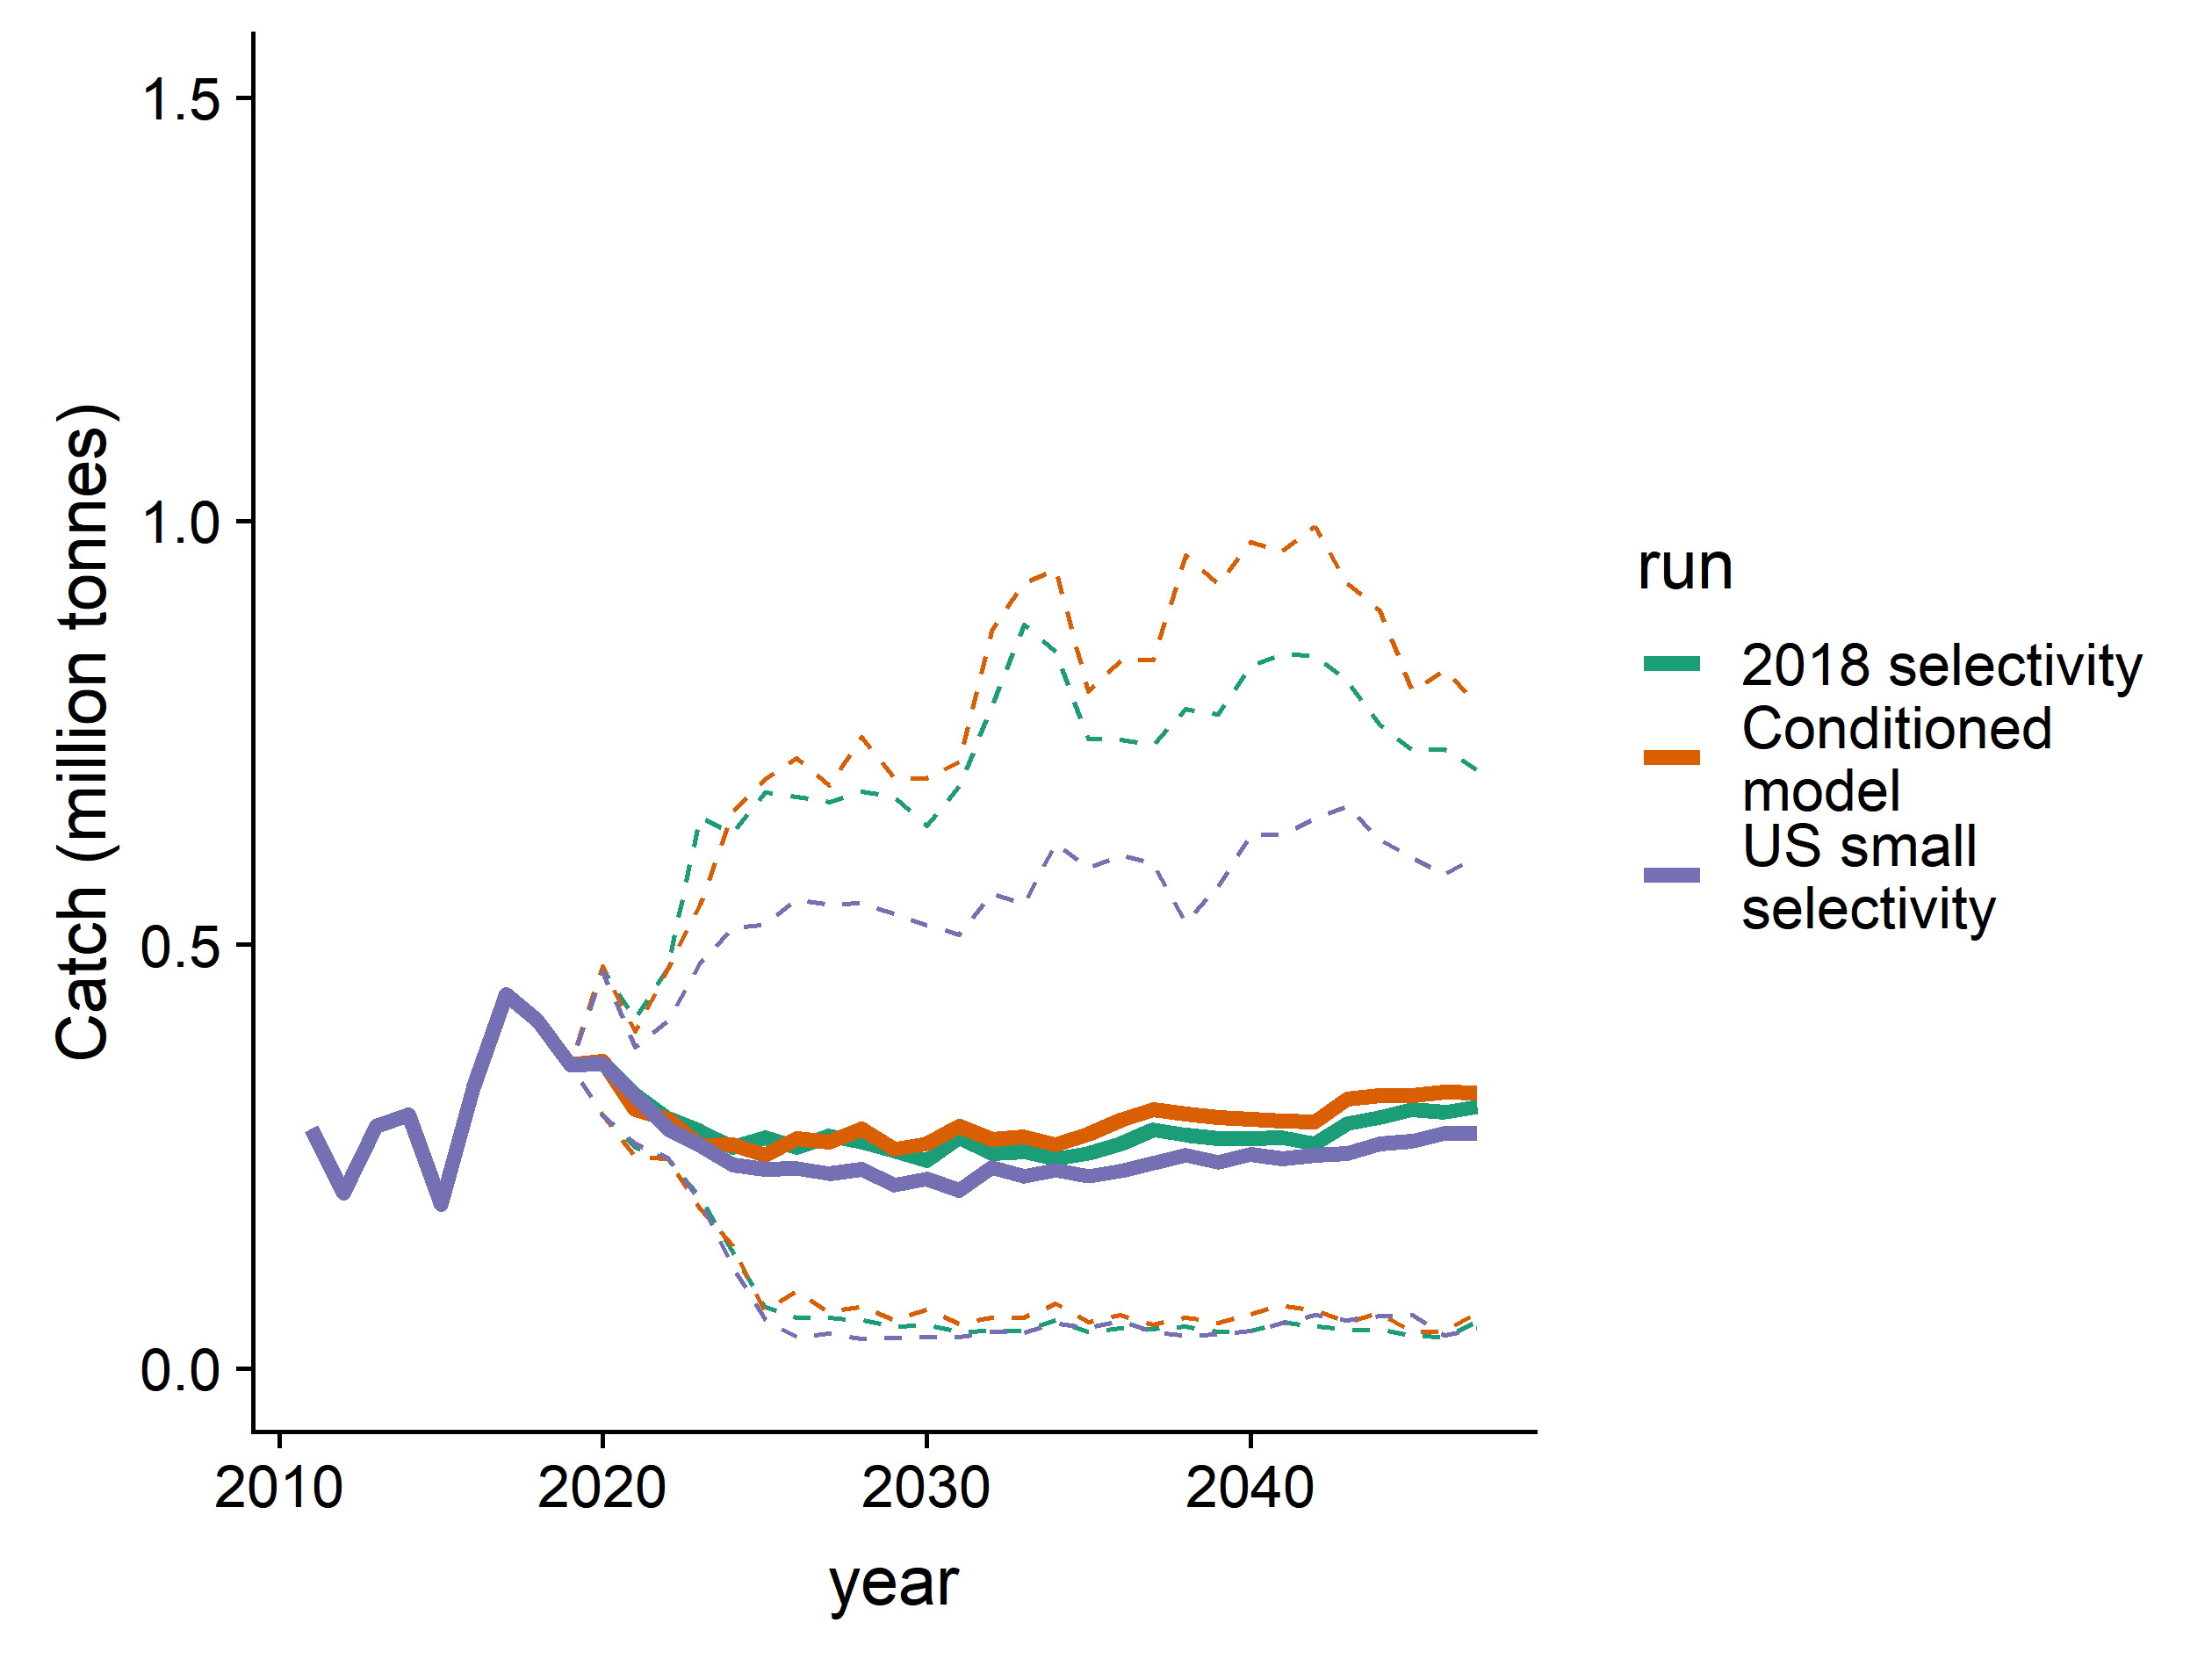 1.5
1.0
0.5
0.0
Catch (million tonnes)
2010
2020
2030
2040
year
run
2018 selectivity
Conditioned
model
US small
selectivity